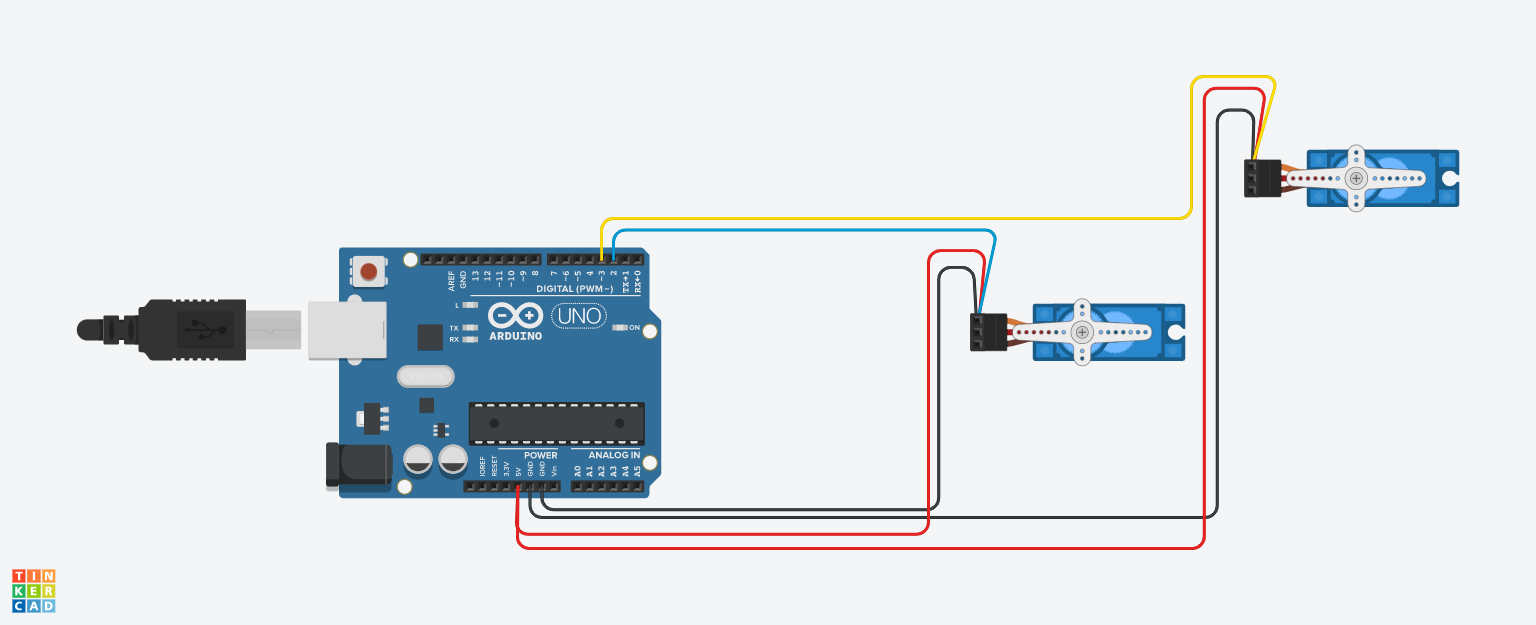 AREF
GND
13
12
~11
~10
~9
8
7
~6
~5
4
~3
2
TX→1
RX←0
DIGITAL (PWM~)
L
TX
RX
ARDUINO
UNO
ON
POWER
ANALOG IN
IOREF
RESET
3.3V
5V
GND
GND
Vin
A0
A1
A2
A3
A4
A5
TIN
KER
CAD